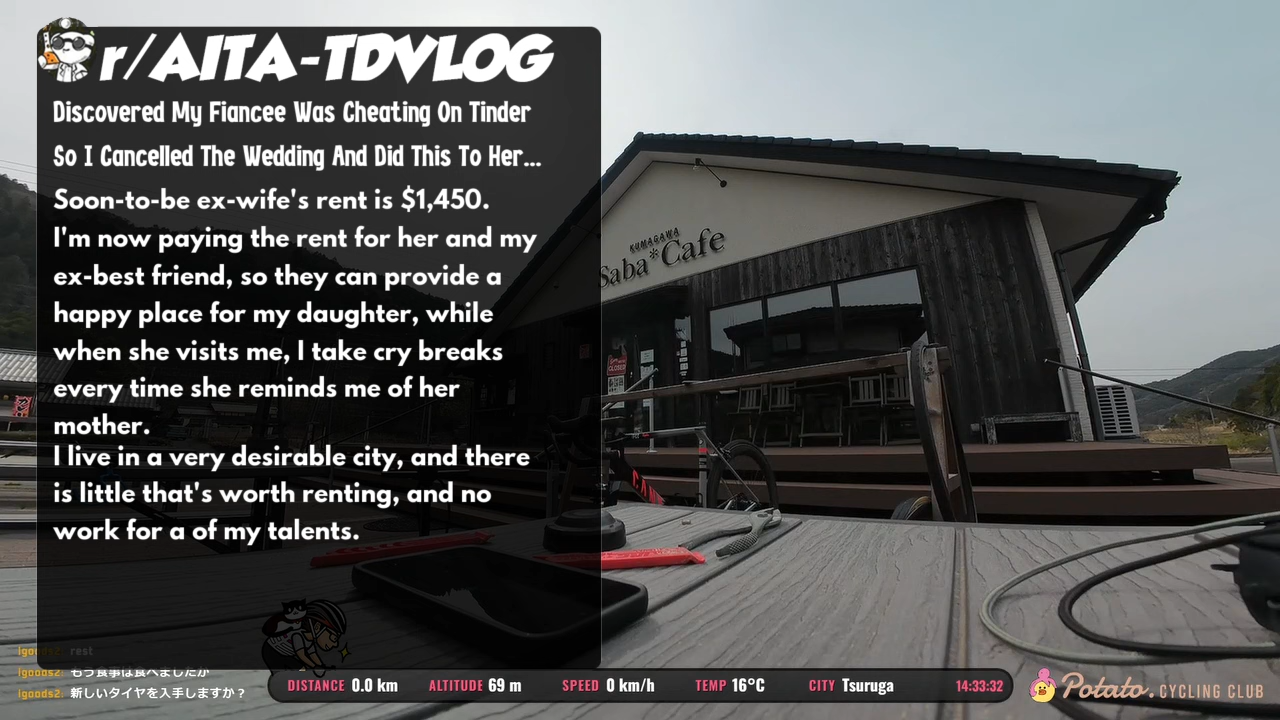 r/AITA-TDVLOG
Discovered My Fiancee Was Cheating On Tinder
So I Cancelled The Wedding And Did This To Her...
Soon-to-be ex-wife's rent is $1,450.
I'm now paying the rent for her and my
ex-best friend, so they can provide a
happy place for my daughter, while
when she visits me, I take cry breaks
every time she reminds me of her
mother.
I live in a very desirable city, and there
is little that's worth renting, and no
work for a of my talents.
KUMAGAWA
Saba*Cafe
CLOSED
lgoods2: rest
lgoods2: もう食事は食べましたか
lgoods2: 新しいタイヤを入手しますか？
DISTANCE 0.0 km ALTITUDE 69 m SPEED 0 km/h TEMP 16°C CITY Tsuruga 14:33:32
Potato. CYCLING CLUB